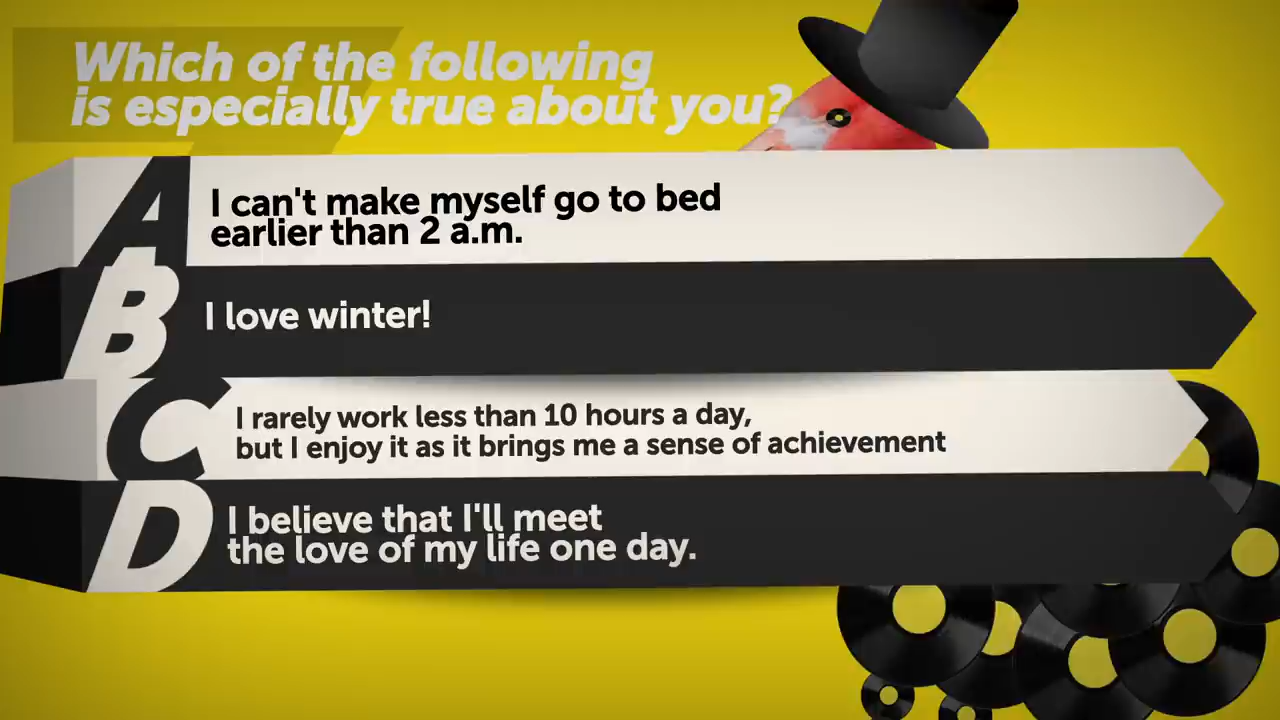 Which of the following
is especially true about you?
A
I can't make myself go to bed
earlier than 2 a.m.
B
I love winter!
C
I rarely work less than 10 hours a day,
but I enjoy it as it brings me a sense of achievement
D
I believe that I'll meet
the love of my life one day.